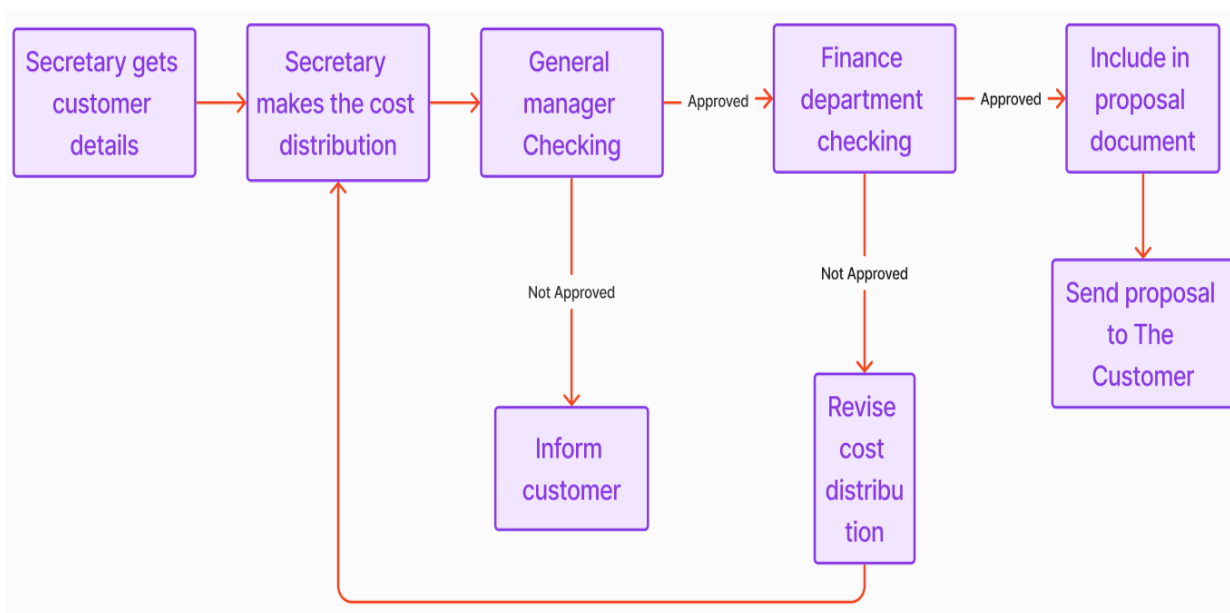 Secretary gets
customer
details
Secretary
makes the cost
distribution
General
manager
Checking
Approved
Finance
department
checking
Approved
Include in
proposal
document
Not Approved
Not Approved
Send proposal
to The
Customer
Inform
customer
Revise
cost
distribu
tion